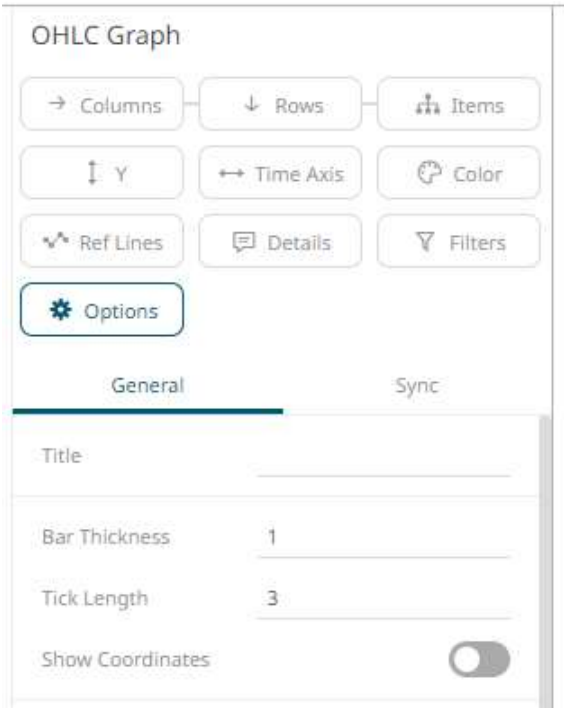 OHLC Graph
Columns Rows Items
Y Time Axis Color
Ref Lines Details Filters
Options
General Sync
Title
Bar Thickness 1
Tick Length 3
Show Coordinates